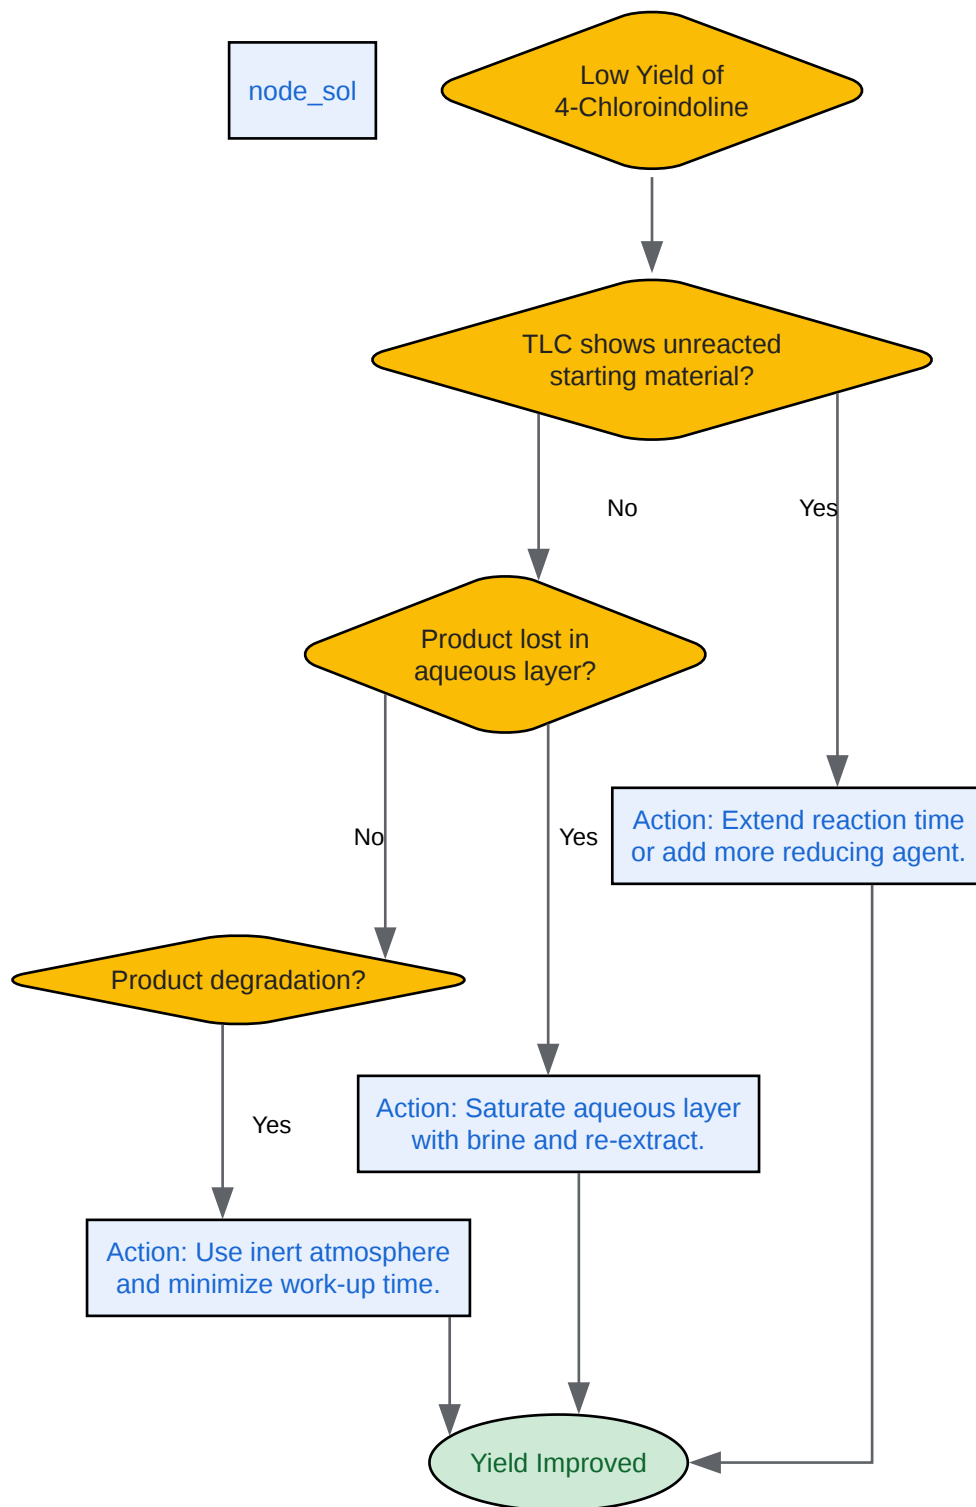 node_sol
Low Yield of
4-Chloroindoline
TLC shows unreacted
starting material?
No
Yes
Product lost in
aqueous layer?
Action: Extend reaction time
or add more reducing agent.
No
Yes
Product degradation?
Action: Saturate aqueous layer
with brine and re-extract.
Yes
Action: Use inert atmosphere
and minimize work-up time.
Yield Improved